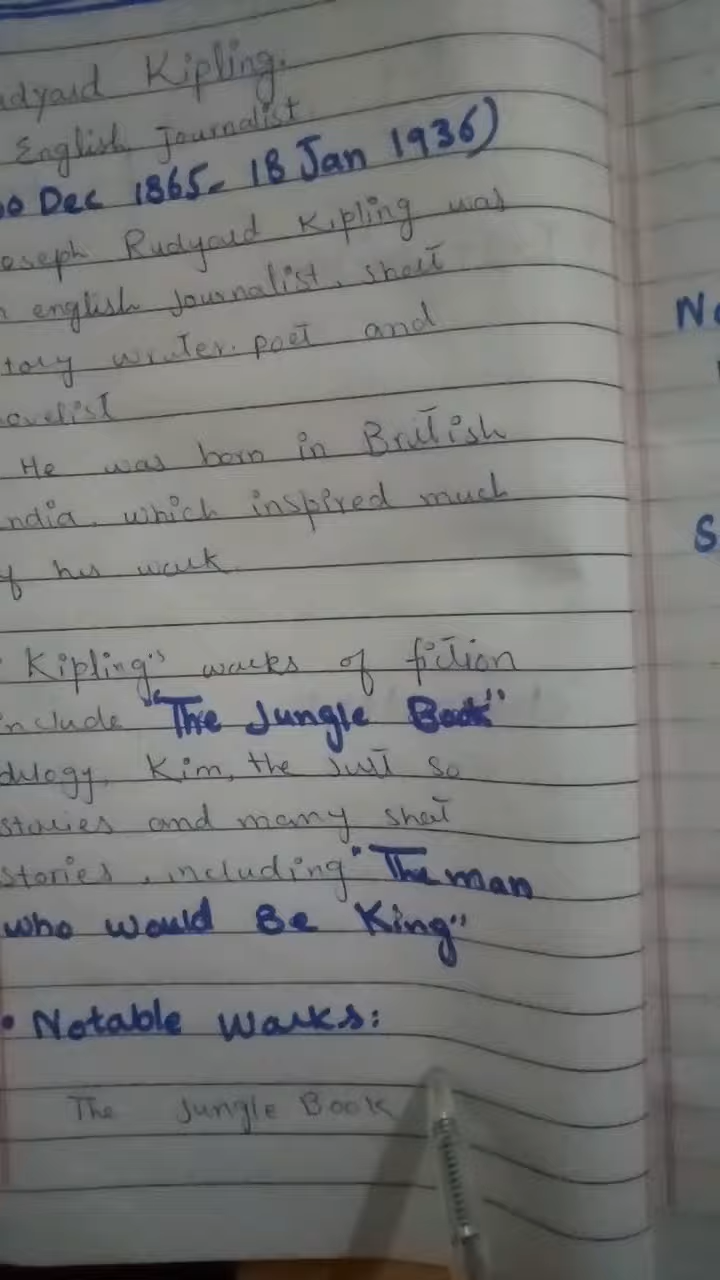 dyard Kipling.
English Journalist
0 Dec 1865- 18 Jan 1936)
oseph Rudyard Kipling was
n english Journalist, short
tory writer. poet and
ovelist
He was born in British
ndia, which inspired much
f his work
Kipling's works of fiction
nclude "The Jungle Book"
dulogy, Kim, the Just so
stories and many short
stories, including "The man
who would Be King"
• Notable Works:
The Jungle Book
N
S